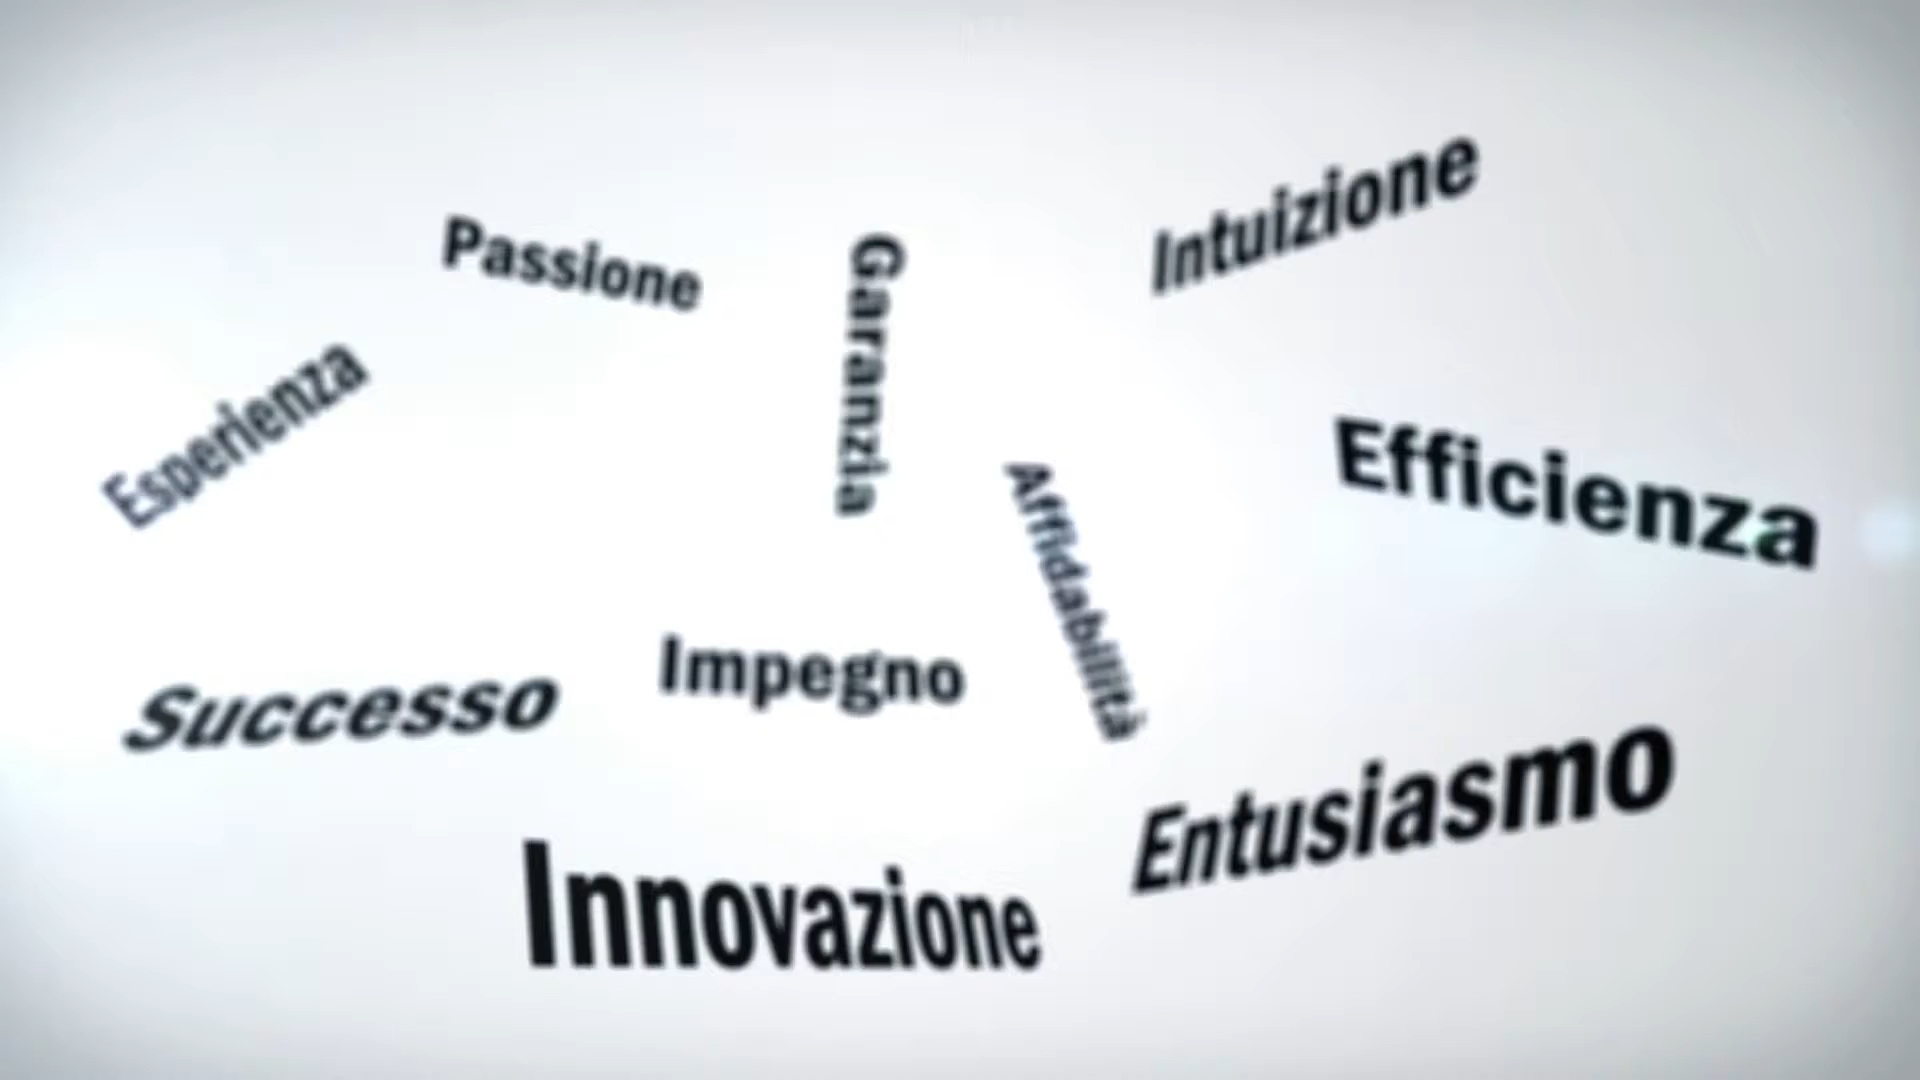 Intuizione
Passione
Garanzia
Esperienza
Efficienza
Affidabilità
Impegno
Successo
Entusiasmo
Innovazione